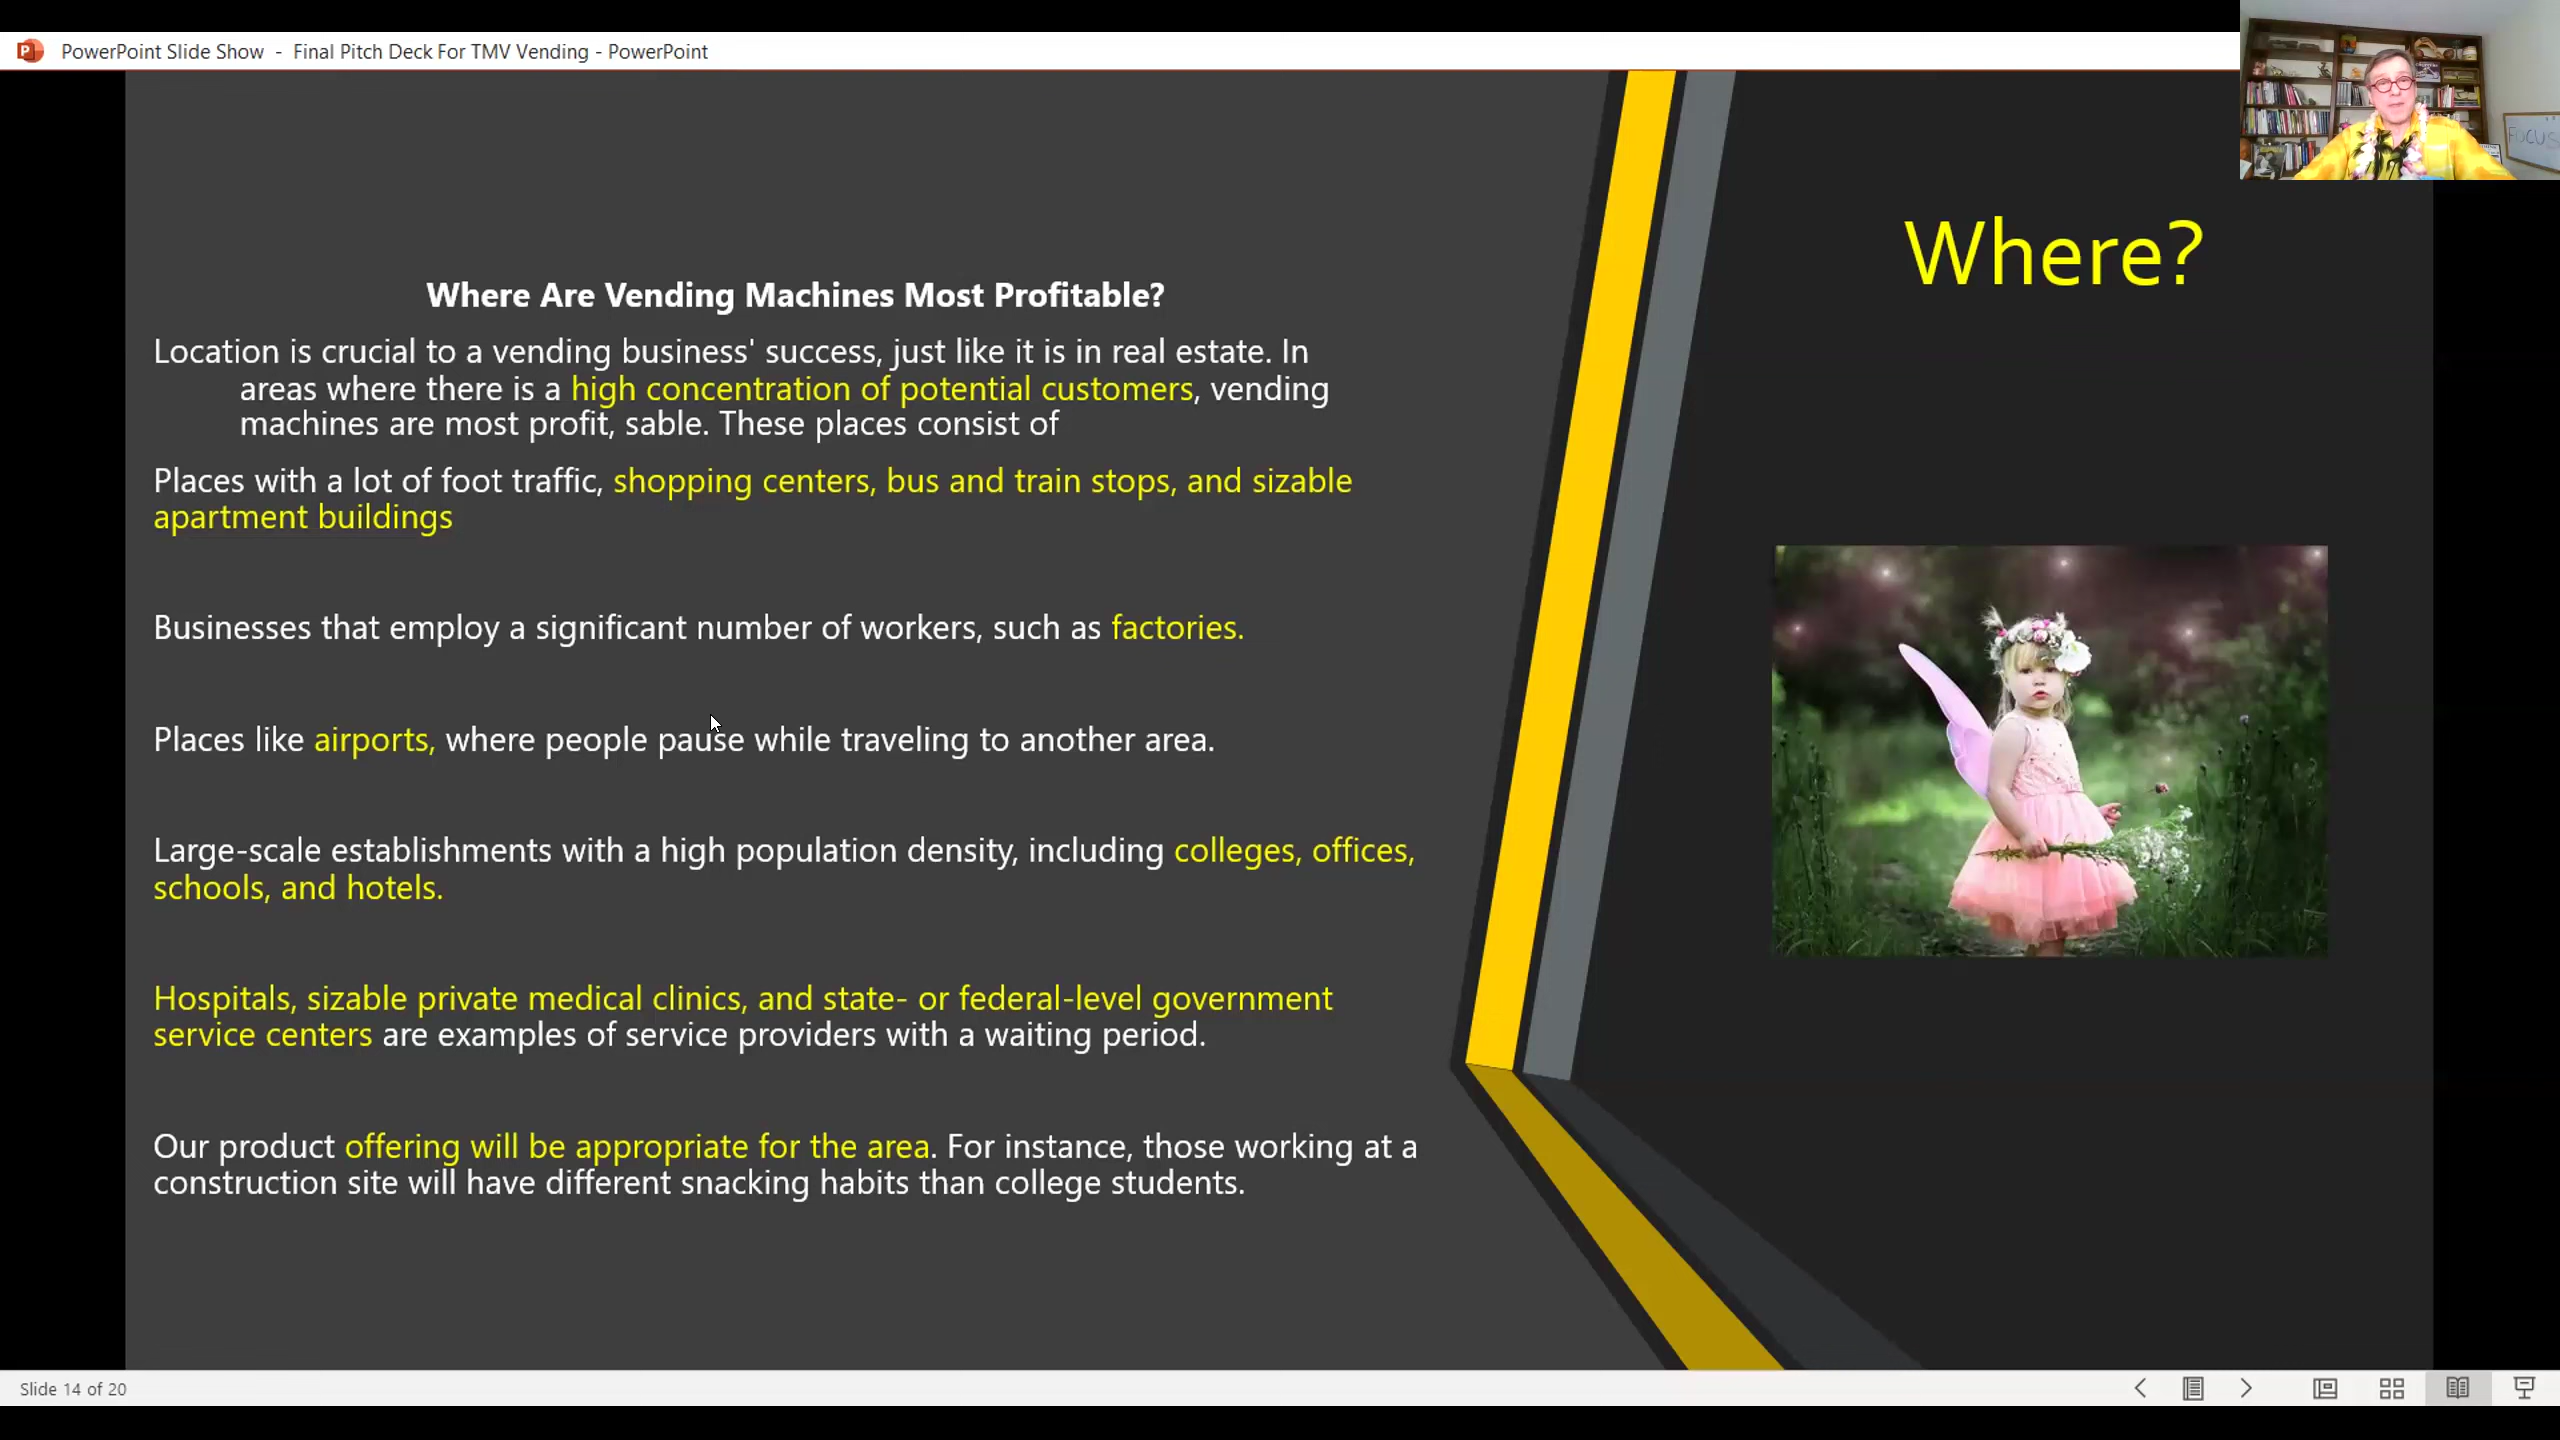 PowerPoint Slide Show - Final Pitch Deck For TMV Vending - PowerPoint
FOCUS
Where?
Where Are Vending Machines Most Profitable?
Location is crucial to a vending business' success, just like it is in real estate. In
areas where there is a high concentration of potential customers, vending
machines are most profit, sable. These places consist of
Places with a lot of foot traffic, shopping centers, bus and train stops, and sizable
apartment buildings
Businesses that employ a significant number of workers, such as factories.
Places like airports, where people pause while traveling to another area.
Large-scale establishments with a high population density, including colleges, offices,
schools, and hotels.
Hospitals, sizable private medical clinics, and state- or federal-level government
service centers are examples of service providers with a waiting period.
Our product offering will be appropriate for the area. For instance, those working at a
construction site will have different snacking habits than college students.
Slide 14 of 20